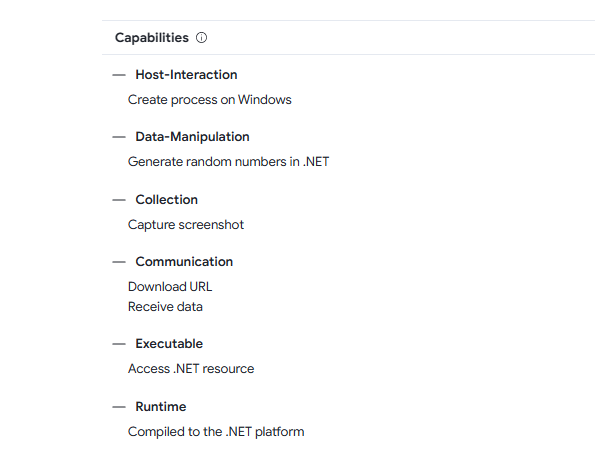 Capabilities
Host-Interaction
Create process on Windows
Data-Manipulation
Generate random numbers in .NET
Collection
Capture screenshot
Communication
Download URL
Receive data
Executable
Access .NET resource
Runtime
Compiled to the .NET platform